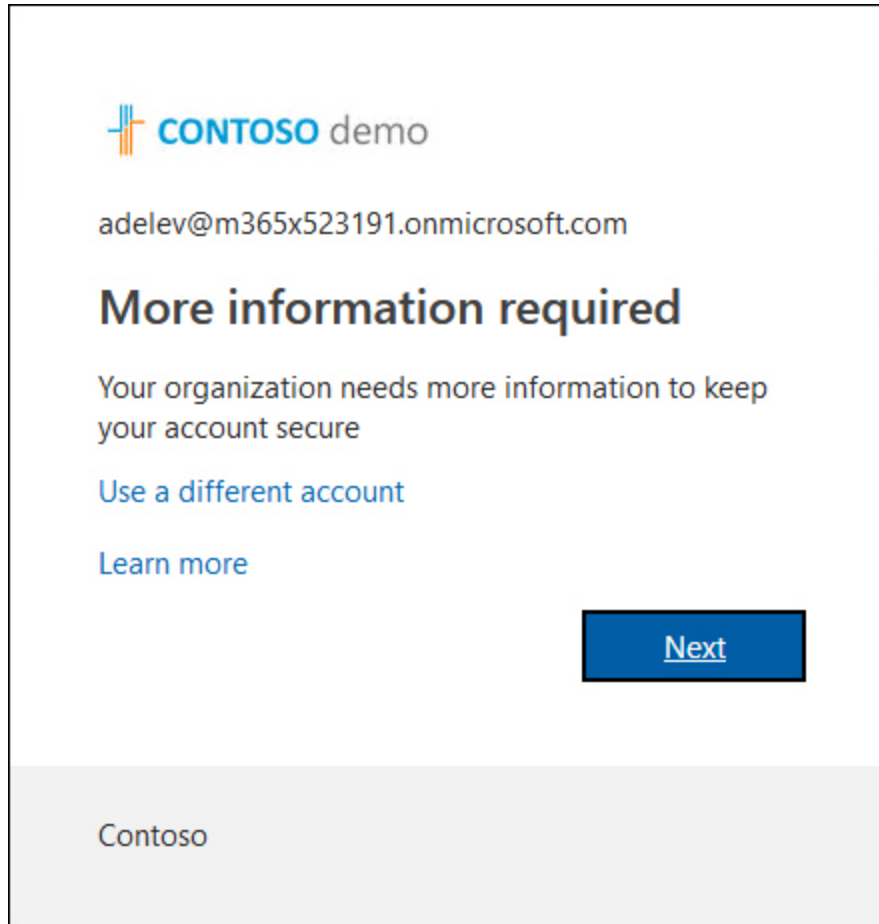 CONTOSO demo
adelev@m365x523191.onmicrosoft.com
More information required
Your organization needs more information to keep
your account secure
Use a different account
Learn more
Next
Contoso